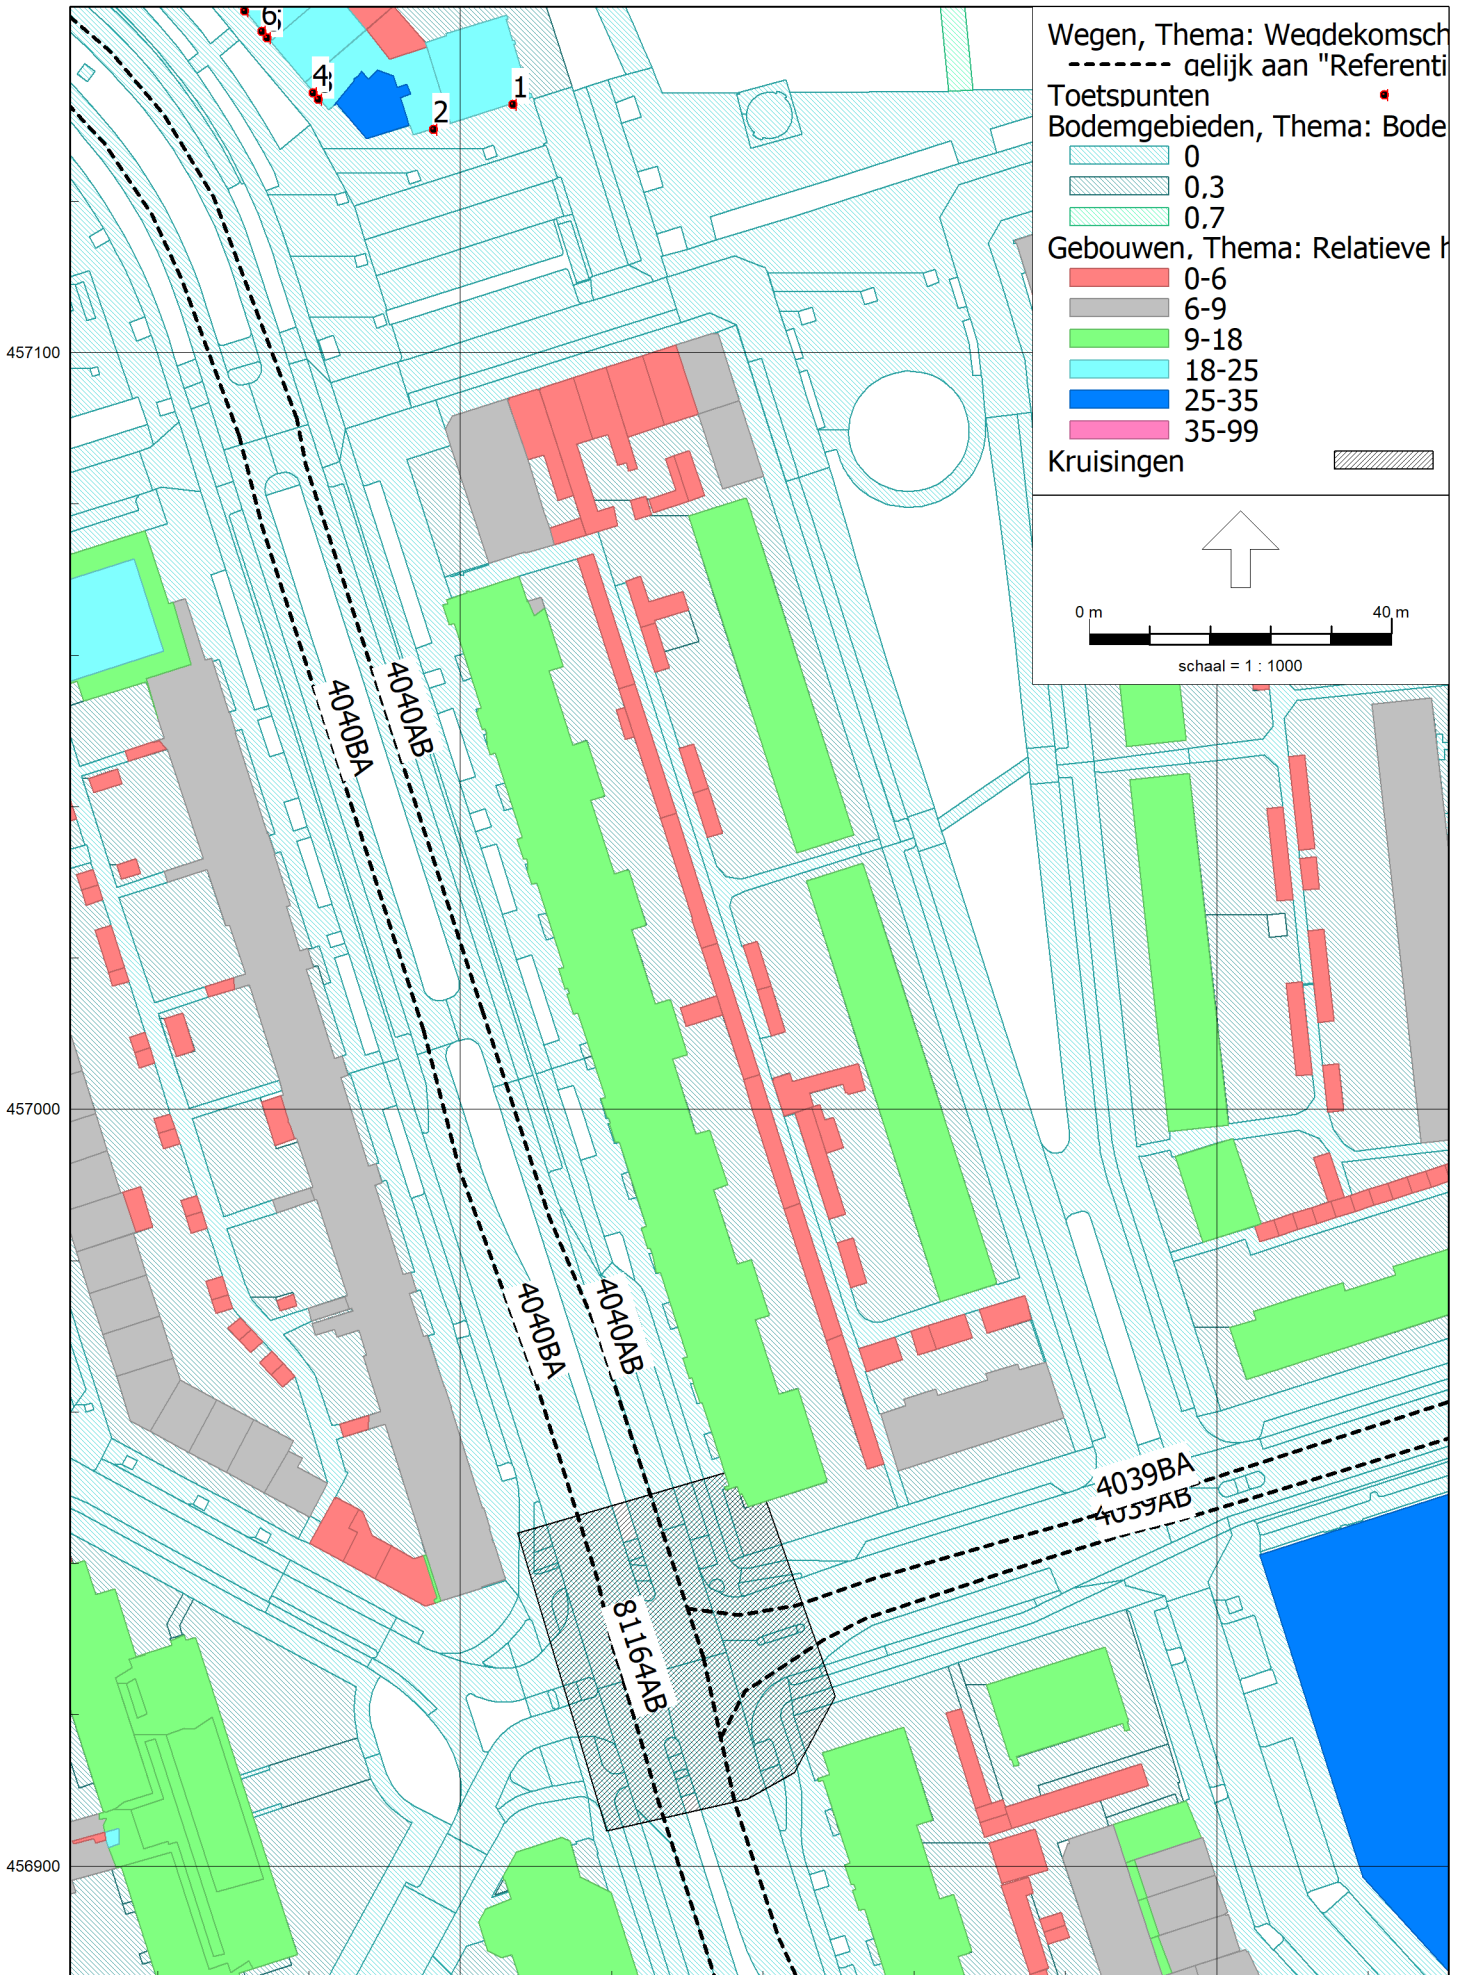 Wegen, Thema: Wegdekomsch
gelijk aan "Referenti
Toetspunten
Bodemgebieden, Thema: Bode
0
0,3
0,7
Gebouwen, Thema: Relatieve h
0-6
6-9
9-18
18-25
25-35
35-99
Kruisingen
0 m
40 m
schaal = 1 : 1000
6
4
1
2
457100
4040BA
4040AB
457000
4040BA
4040AB
4039BA
4039AB
81164AB
456900